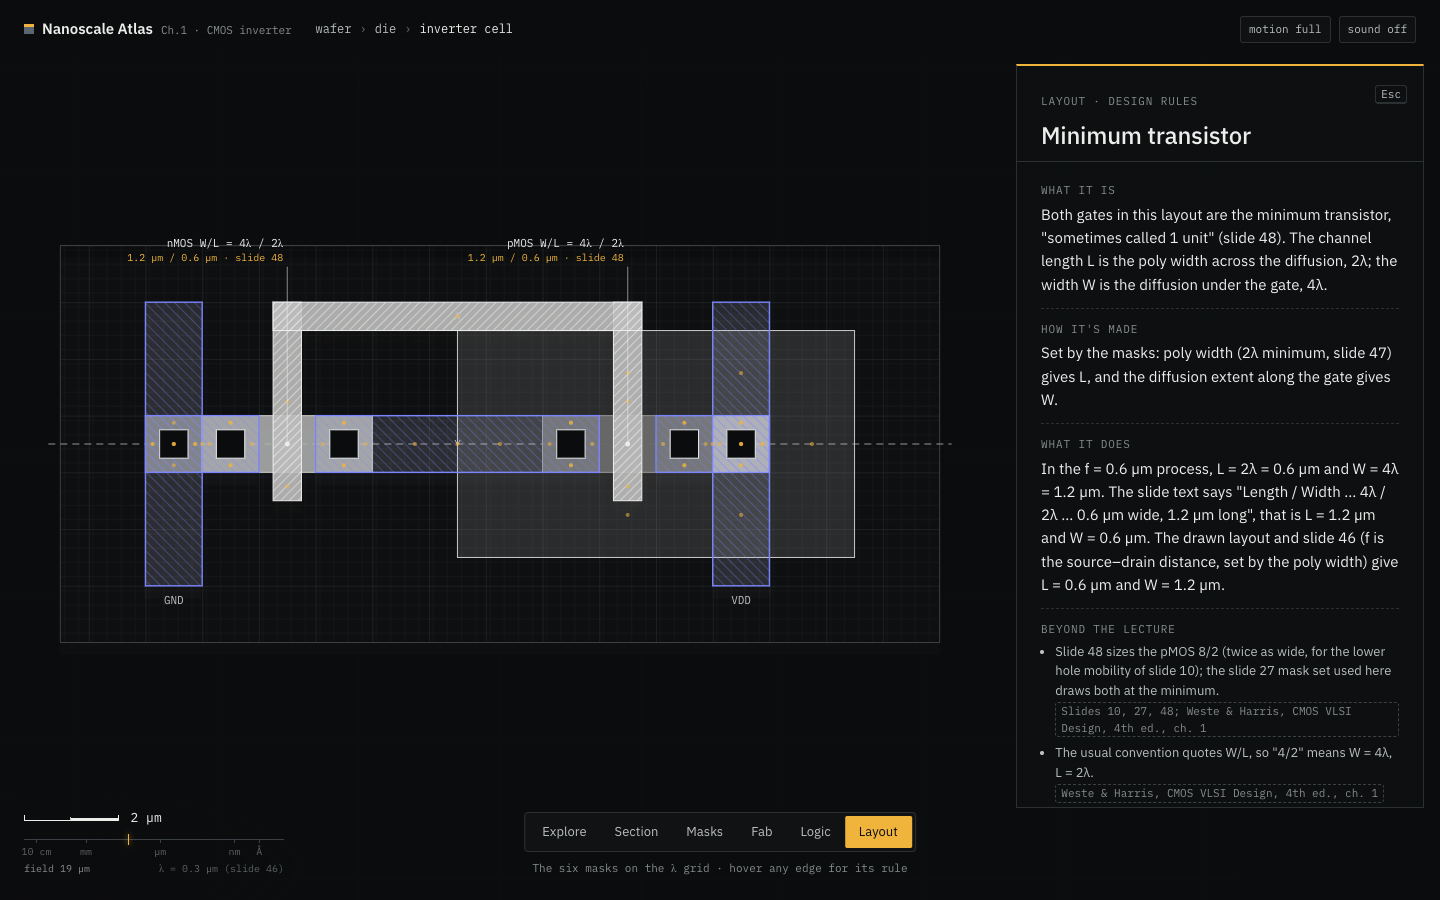 Nanoscale Atlas Ch.1 · CMOS inverter wafer › die › inverter cell
motion full sound off
nMOS W/L = 4λ / 2λ
1.2 µm / 0.6 µm · slide 48
pMOS W/L = 4λ / 2λ
1.2 µm / 0.6 µm · slide 48
GND
VDD
2 µm
10 cm mm µm nm Å
field 19 µm λ = 0.3 µm (slide 46)
Explore Section Masks Fab Logic Layout
The six masks on the λ grid · hover any edge for its rule
LAYOUT · DESIGN RULES
Esc
Minimum transistor
WHAT IT IS
Both gates in this layout are the minimum transistor,
"sometimes called 1 unit" (slide 48). The channel
length L is the poly width across the diffusion, 2λ; the
width W is the diffusion under the gate, 4λ.
HOW IT'S MADE
Set by the masks: poly width (2λ minimum, slide 47)
gives L, and the diffusion extent along the gate gives
W.
WHAT IT DOES
In the f = 0.6 µm process, L = 2λ = 0.6 µm and W = 4λ
= 1.2 µm. The slide text says "Length / Width ... 4λ /
2λ ... 0.6 µm wide, 1.2 µm long", that is L = 1.2 µm
and W = 0.6 µm. The drawn layout and slide 46 (f is
the source–drain distance, set by the poly width) give
L = 0.6 µm and W = 1.2 µm.
BEYOND THE LECTURE
• Slide 48 sizes the pMOS 8/2 (twice as wide, for the lower
hole mobility of slide 10); the slide 27 mask set used here
draws both at the minimum.
Slides 10, 27, 48; Weste & Harris, CMOS VLSI
Design, 4th ed., ch. 1
• The usual convention quotes W/L, so "4/2" means W = 4λ,
L = 2λ.
Weste & Harris, CMOS VLSI Design, 4th ed., ch. 1